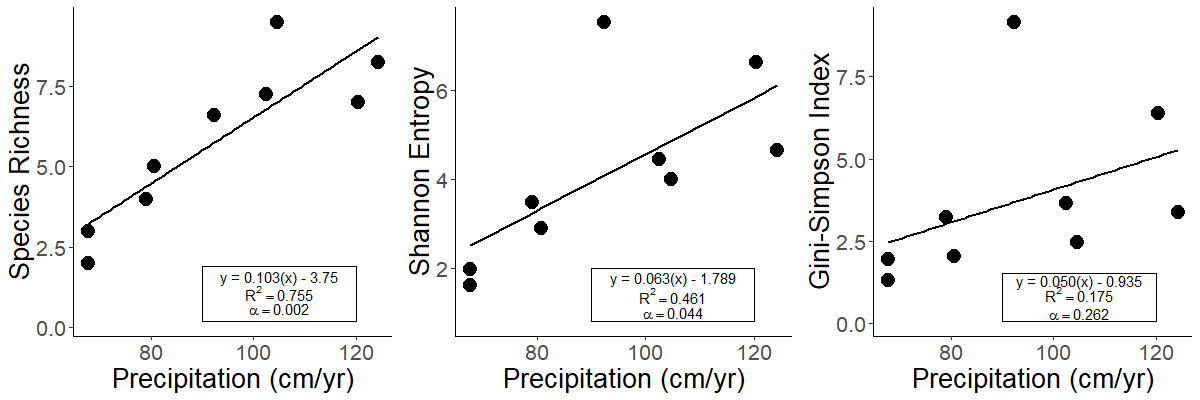 Species Richness
7.5
5.0
2.5
0.0
y = 0.103(x) - 3.75
R² = 0.755
α = 0.002
80 100 120
Precipitation (cm/yr)
Shannon Entropy
6
4
2
y = 0.063(x) - 1.789
R² = 0.461
α = 0.044
80 100 120
Precipitation (cm/yr)
Gini-Simpson Index
7.5
5.0
2.5
0.0
y = 0.050(x) - 0.935
R² = 0.175
α = 0.262
80 100 120
Precipitation (cm/yr)